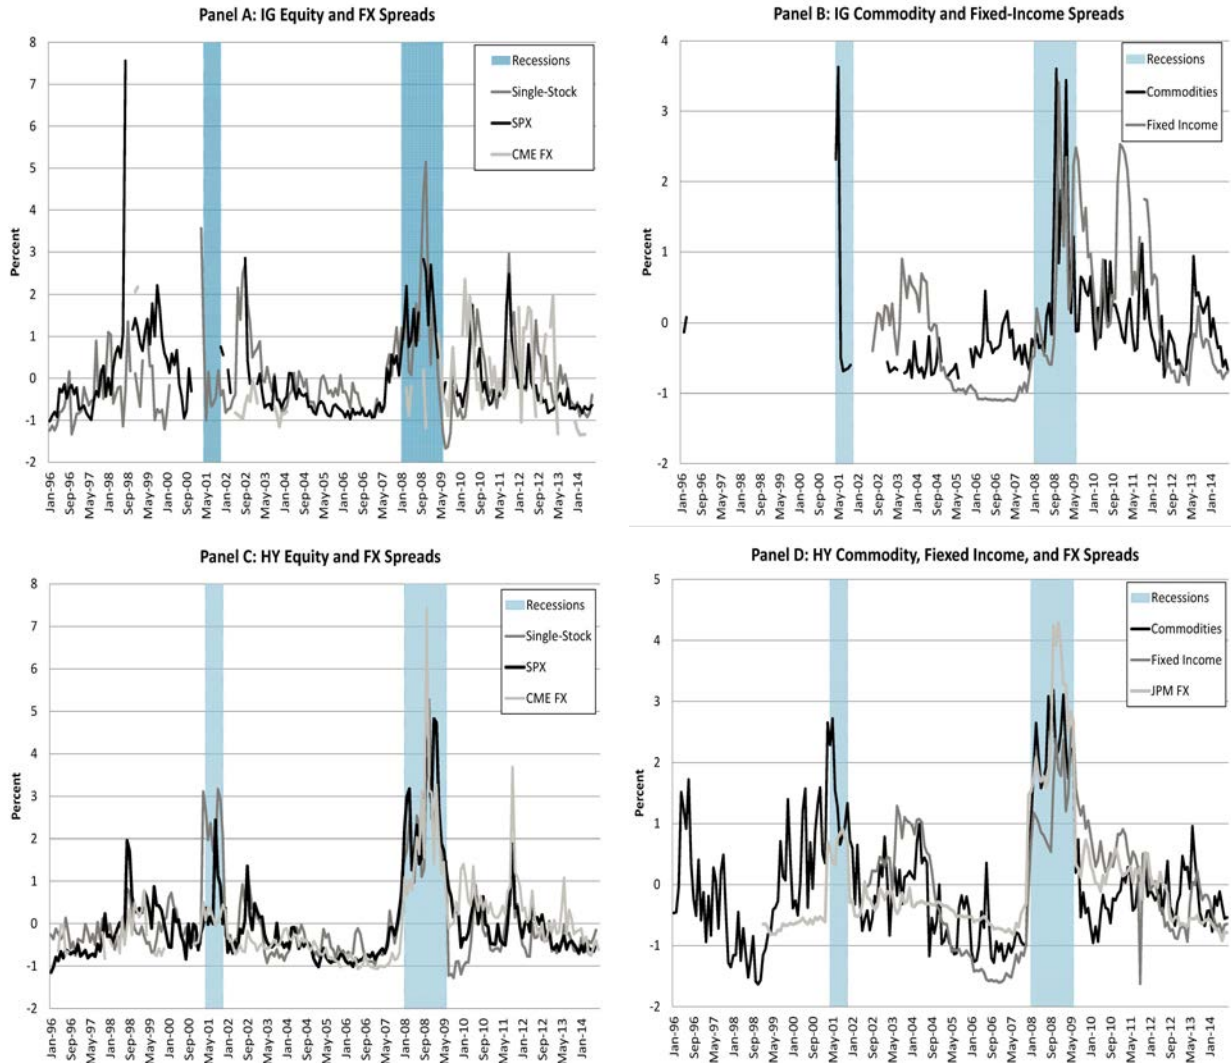 Panel A: IG Equity and FX Spreads
8
7
6
5
4
3
2
1
0
-1
-2
Percent
Recessions
Single-Stock
SPX
CME FX
Jan-96
Sep-96
May-97
Jan-98
Sep-98
May-99
Jan-00
Sep-00
May-01
Jan-02
Sep-02
May-03
Jan-04
Sep-04
May-05
Jan-06
Sep-06
May-07
Jan-08
Sep-08
May-09
Jan-10
Sep-10
May-11
Jan-12
Sep-12
May-13
Jan-14
Panel B: IG Commodity and Fixed-Income Spreads
4
3
2
1
0
-1
-2
Percent
Recessions
Commodities
Fixed Income
Jan-96
Sep-96
May-97
Jan-98
Sep-98
May-99
Jan-00
Sep-00
May-01
Jan-02
Sep-02
May-03
Jan-04
Sep-04
May-05
Jan-06
Sep-06
May-07
Jan-08
Sep-08
May-09
Jan-10
Sep-10
May-11
Jan-12
Sep-12
May-13
Jan-14
Panel C: HY Equity and FX Spreads
8
7
6
5
4
3
2
1
0
-1
-2
Percent
Recessions
Single-Stock
SPX
CME FX
Jan-96
Sep-96
May-97
Jan-98
Sep-98
May-99
Jan-00
Sep-00
May-01
Jan-02
Sep-02
May-03
Jan-04
Sep-04
May-05
Jan-06
Sep-06
May-07
Jan-08
Sep-08
May-09
Jan-10
Sep-10
May-11
Jan-12
Sep-12
May-13
Jan-14
Panel D: HY Commodity, Fiexed Income, and FX Spreads
5
4
3
2
1
0
-1
-2
Percent
Recessions
Commodities
Fixed Income
JPM FX
Jan-96
Sep-96
May-97
Jan-98
Sep-98
May-99
Jan-00
Sep-00
May-01
Jan-02
Sep-02
May-03
Jan-04
Sep-04
May-05
Jan-06
Sep-06
May-07
Jan-08
Sep-08
May-09
Jan-10
Sep-10
May-11
Jan-12
Sep-12
May-13
Jan-14